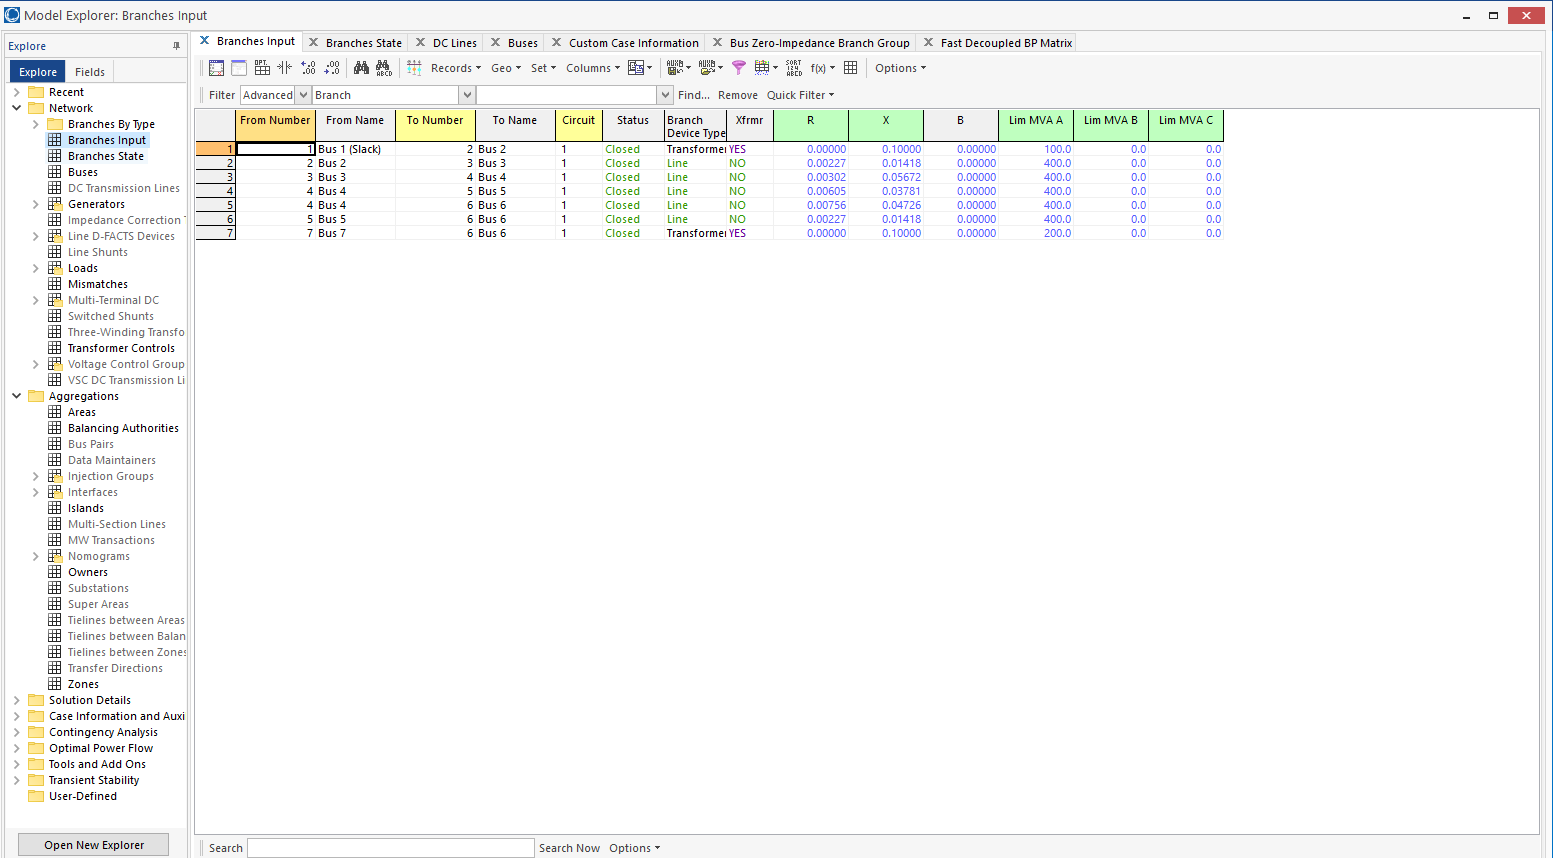 Model Explorer: Branches Input
Explore
Explore Fields
Recent
Network
Branches By Type
Branches Input
Branches State
Buses
DC Transmission Lines
Generators
Impedance Correction T
Line D-FACTS Devices
Line Shunts
Loads
Mismatches
Multi-Terminal DC
Switched Shunts
Three-Winding Transfo
Transformer Controls
Voltage Control Group
VSC DC Transmission Li
Aggregations
Areas
Balancing Authorities
Bus Pairs
Data Maintainers
Injection Groups
Interfaces
Islands
Multi-Section Lines
MW Transactions
Nomograms
Owners
Substations
Super Areas
Tielines between Areas
Tielines between Balan
Tielines between Zones
Transfer Directions
Zones
Solution Details
Case Information and Auxi
Contingency Analysis
Optimal Power Flow
Tools and Add Ons
Transient Stability
User-Defined
Open New Explorer
Branches Input Branches State DC Lines Buses Custom Case Information Bus Zero-Impedance Branch Group Fast Decoupled BP Matrix
Records Geo Set Columns f(x) Options
Filter Advanced Branch Find... Remove Quick Filter
From Number From Name To Number To Name Circuit Status Branch Device Type Xfrmr R X B Lim MVA A Lim MVA B Lim MVA C
1 1 Bus 1 (Slack) 2 Bus 2 1 Closed Transformer YES 0.00000 0.10000 0.00000 100.0 0.0 0.0
2 2 Bus 2 3 Bus 3 1 Closed Line NO 0.00227 0.01418 0.00000 400.0 0.0 0.0
3 3 Bus 3 4 Bus 4 1 Closed Line NO 0.00302 0.05672 0.00000 400.0 0.0 0.0
4 4 Bus 4 5 Bus 5 1 Closed Line NO 0.00605 0.03781 0.00000 400.0 0.0 0.0
5 4 Bus 4 6 Bus 6 1 Closed Line NO 0.00756 0.04726 0.00000 400.0 0.0 0.0
6 5 Bus 5 6 Bus 6 1 Closed Line NO 0.00227 0.01418 0.00000 400.0 0.0 0.0
7 7 Bus 7 6 Bus 6 1 Closed Transformer YES 0.00000 0.10000 0.00000 200.0 0.0 0.0
Search Search Now Options